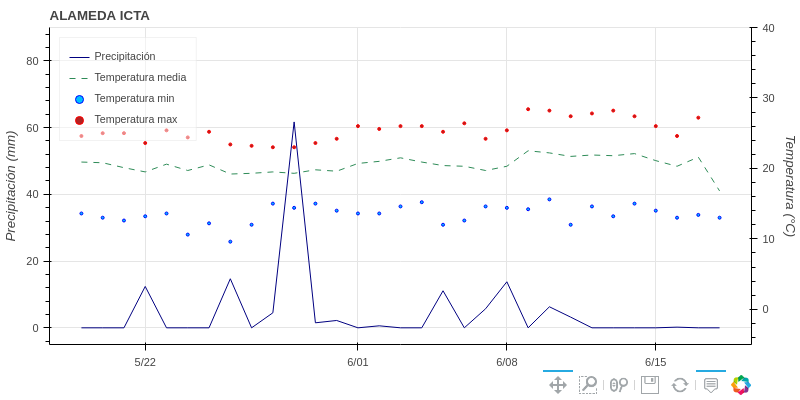 ALAMEDA ICTA
Precipitación
Temperatura media
Temperatura min
Temperatura max
Precipitación (mm)
80
60
40
20
0
Temperatura (°C)
40
30
20
10
0
5/22
6/01
6/08
6/15